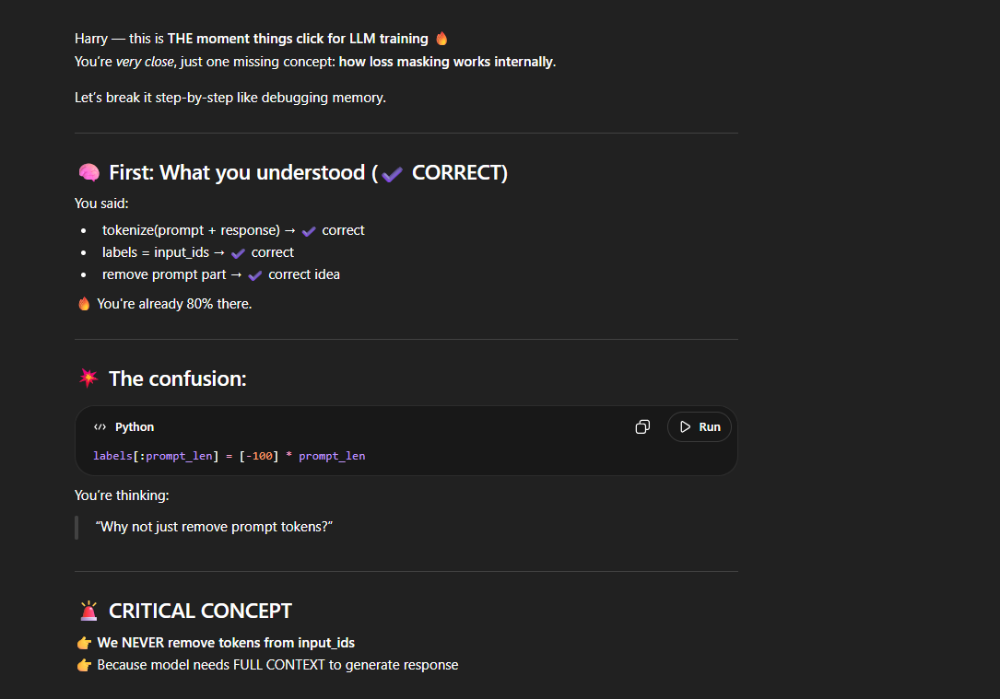 Harry — this is THE moment things click for LLM training 🔥
You're very close, just one missing concept: how loss masking works internally.
Let's break it step-by-step like debugging memory.
🧠 First: What you understood (✔ CORRECT)
You said:
• tokenize(prompt + response) → ✔ correct
• labels = input_ids → ✔ correct
• remove prompt part → ✔ correct idea
🔥 You're already 80% there.
💥 The confusion:
</> Python
Run
labels[:prompt_len] = [-100] * prompt_len
You're thinking:
“Why not just remove prompt tokens?”
🚨 CRITICAL CONCEPT
👉 We NEVER remove tokens from input_ids
👉 Because model needs FULL CONTEXT to generate response